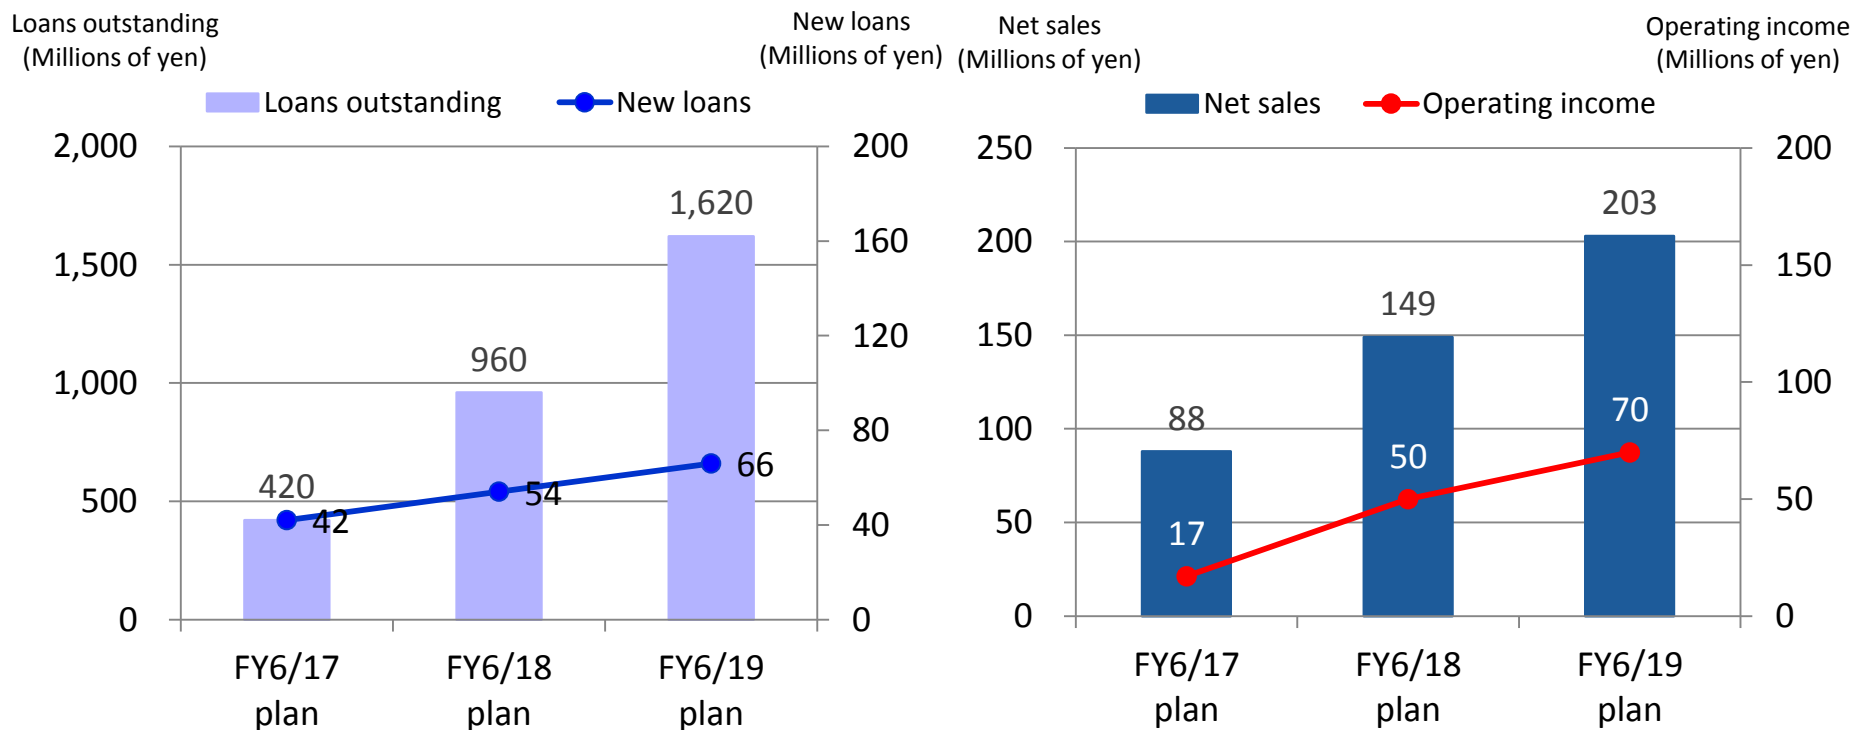 Loans outstanding
(Millions of yen)
New loans
(Millions of yen)
Loans outstanding
New loans
2,000
1,500
1,000
500
0
200
160
120
80
40
0
420
960
1,620
42
54
66
FY6/17
plan
FY6/18
plan
FY6/19
plan
Net sales
(Millions of yen)
Operating income
(Millions of yen)
Net sales
Operating income
250
200
150
100
50
0
200
150
100
50
0
88
149
203
17
50
70
FY6/17
plan
FY6/18
plan
FY6/19
plan